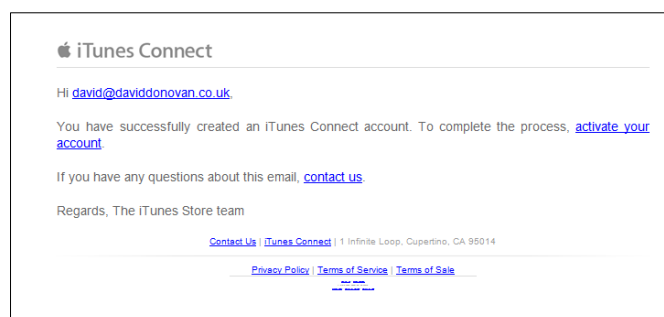 iTunes Connect
Hi david@daviddonovan.co.uk,
You have successfully created an iTunes Connect account. To complete the process, activate your
account.
If you have any questions about this email, contact us.
Regards, The iTunes Store team
Contact Us | iTunes Connect | 1 Infinite Loop, Cupertino, CA 95014
Privacy Policy | Terms of Service | Terms of Sale